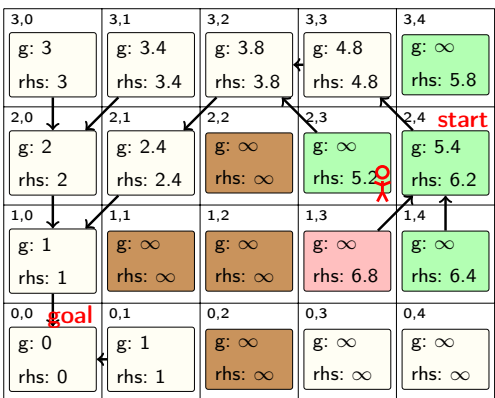 3,0 3,1 3,2 3,3 3,4
g: 3 g: 3.4 g: 3.8 g: 4.8 g: ∞
rhs: 3 rhs: 3.4 rhs: 3.8 rhs: 4.8 rhs: 5.8
2,0 2,1 2,2 2,3 2,4 start
g: 2 g: 2.4 g: ∞ g: ∞ g: 5.4
rhs: 2 rhs: 2.4 rhs: ∞ rhs: 5.2 rhs: 6.2
1,0 1,1 1,2 1,3 1,4
g: 1 g: ∞ g: ∞ g: ∞ g: ∞
rhs: 1 rhs: ∞ rhs: ∞ rhs: 6.8 rhs: 6.4
0,0 goal 0,1 0,2 0,3 0,4
g: 0 g: 1 g: ∞ g: ∞ g: ∞
rhs: 0 rhs: 1 rhs: ∞ rhs: ∞ rhs: ∞